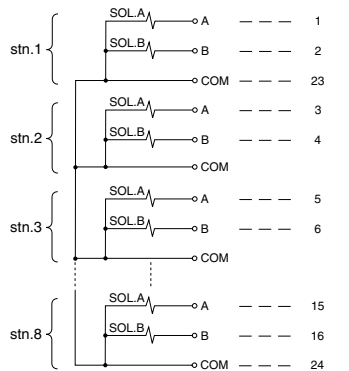 stn.1
SOL.A A — — — 1
SOL.B B — — — 2
COM — — — 23
stn.2
SOL.A A — — — 3
SOL.B B — — — 4
COM
stn.3
SOL.A A — — — 5
SOL.B B — — — 6
COM
stn.8
SOL.A A — — — 15
SOL.B B — — — 16
COM — — — 24